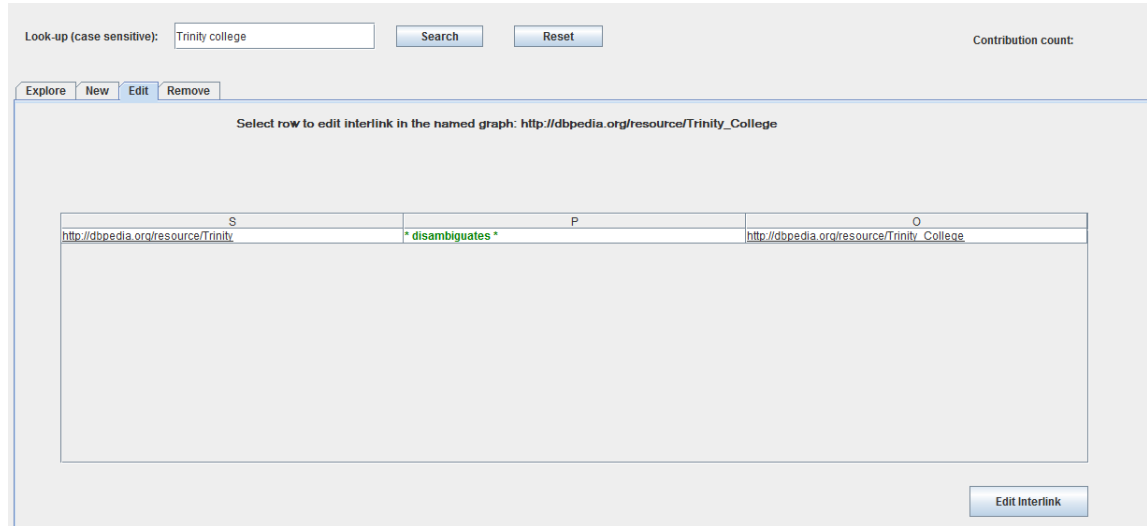 Look-up (case sensitive): Trinity college Search Reset Contribution count:
Explore New Edit Remove
Select row to edit interlink in the named graph: http://dbpedia.org/resource/Trinity_College
S P O
http://dbpedia.org/resource/Trinity * disambiguates * http://dbpedia.org/resource/Trinity_College
Edit Interlink